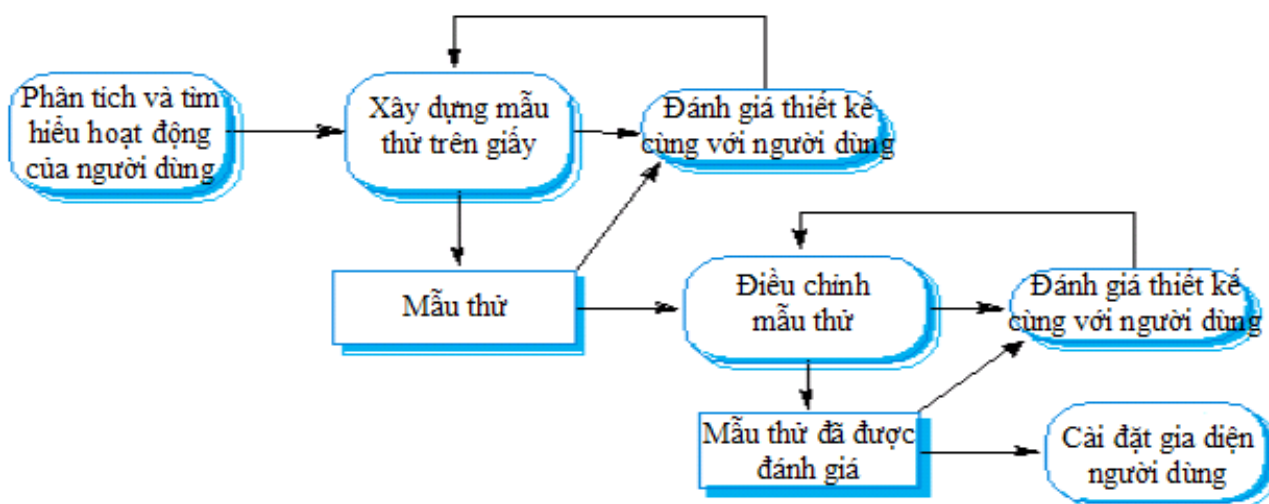 Phân tích và tìm
hiểu hoạt động
của người dùng
Xây dựng mẫu
thử trên giấy
Đánh giá thiết kế
cùng với người dùng
Mẫu thử
Điều chỉnh
mẫu thử
Đánh giá thiết kế
cùng với người dùng
Mẫu thử đã được
đánh giá
Cài đặt gia diện
người dùng